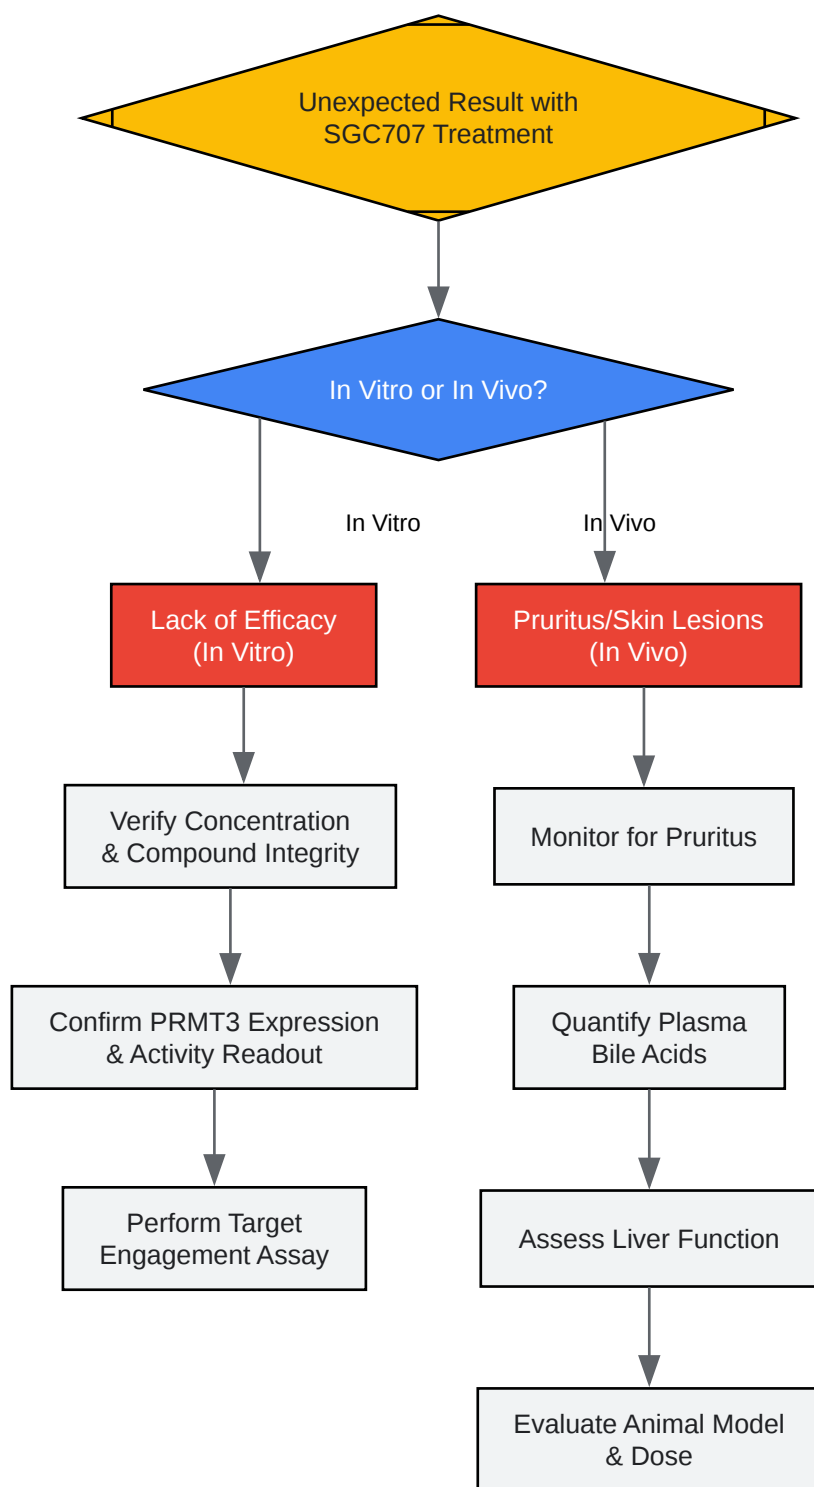 Unexpected Result with
SGC707 Treatment
In Vitro or In Vivo?
In Vitro
In Vivo
Lack of Efficacy
(In Vitro)
Pruritus/Skin Lesions
(In Vivo)
Verify Concentration
& Compound Integrity
Monitor for Pruritus
Confirm PRMT3 Expression
& Activity Readout
Quantify Plasma
Bile Acids
Perform Target
Engagement Assay
Assess Liver Function
Evaluate Animal Model
& Dose